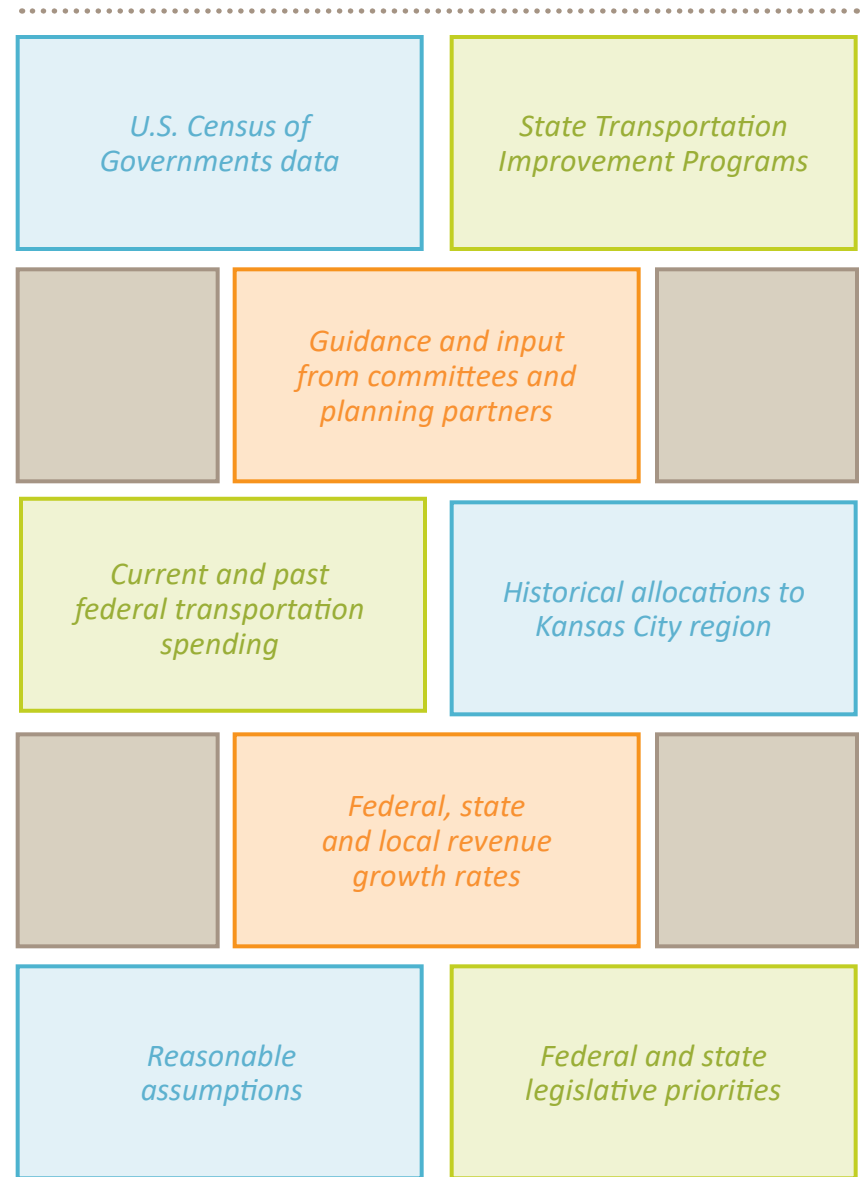 U.S. Census of
Governments data
State Transportation
Improvement Programs
Guidance and input
from committees and
planning partners
Current and past
federal transportation
spending
Historical allocations to
Kansas City region
Federal, state
and local revenue
growth rates
Reasonable
assumptions
Federal and state
legislative priorities